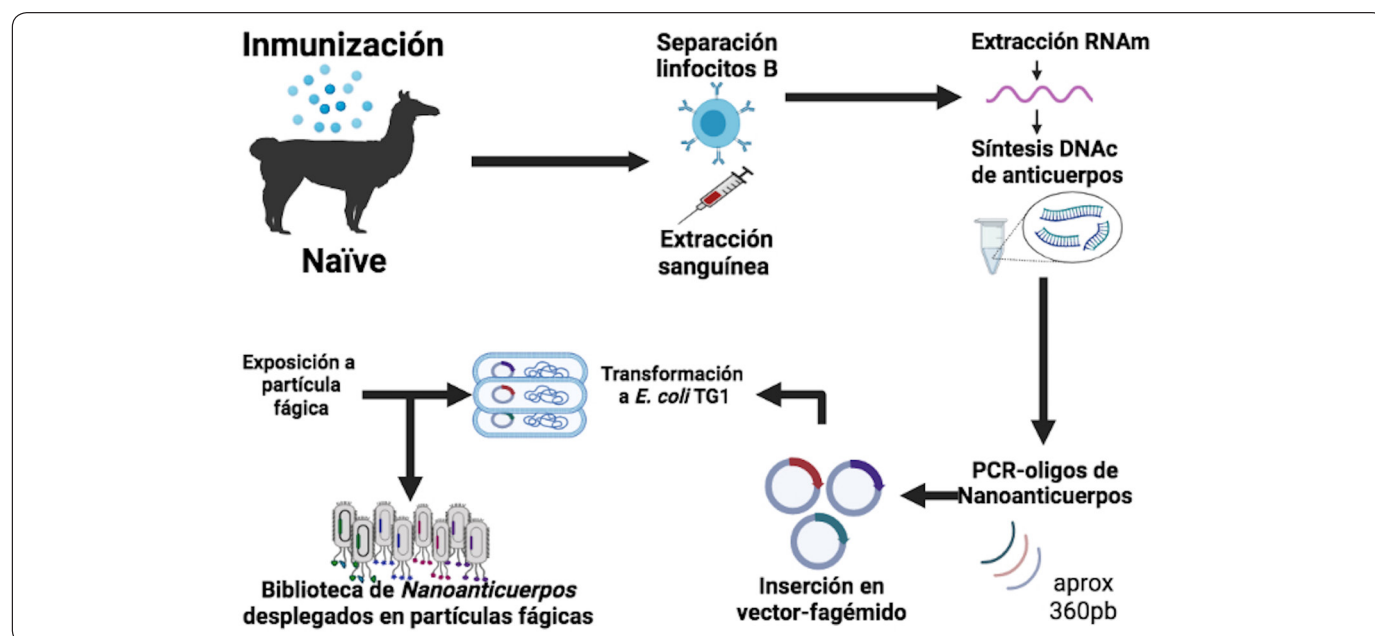 Inmunización
Naïve
Separación
linfocitos B
Extracción
sanguínea
Extracción RNAm
Síntesis DNAc
de anticuerpos
PCR-oligos de
Nanoanticuerpos
aprox
360pb
Inserción en
vector-fagémido
Transformación
a E. coli TG1
Exposición a
partícula
fágica
Biblioteca de Nanoanticuerpos
desplegados en partículas fágicas